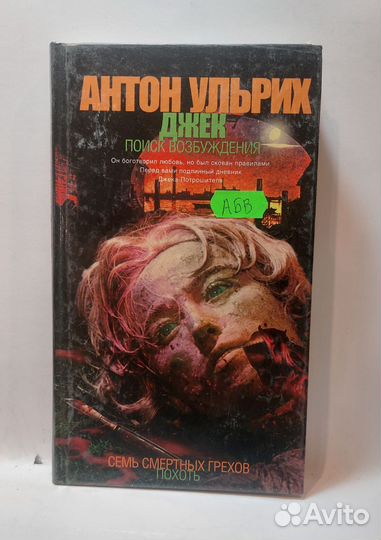 АНТОН УЛЬРИХ
ДЖЕК
ПОИСК ВОЗБУЖДЕНИЯ
Он боготворил любовь, но был скован правилами.
Перед вами подлинный дневник
Джека-Потрошителя
АБВ
СЕМЬ СМЕРТНЫХ ГРЕХОВ
ПОХОТЬ
Avito